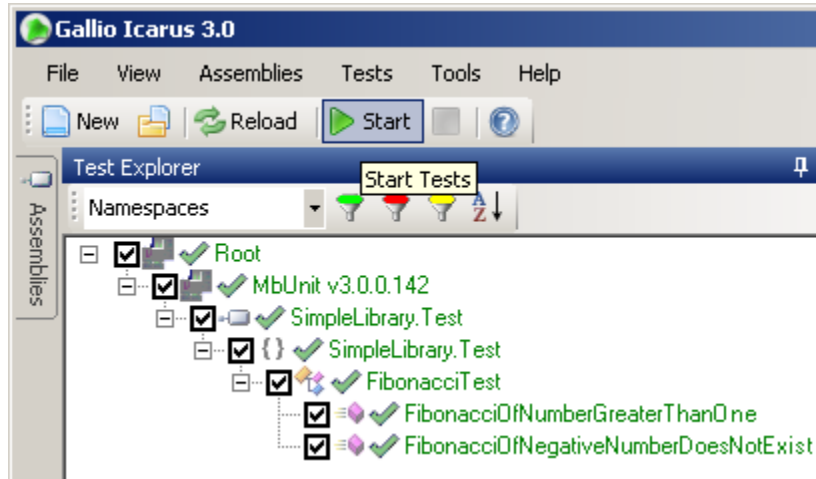 Gallio Icarus 3.0
File View Assemblies Tests Tools Help
New Reload Start
Test Explorer
Start Tests
Assemblies
Namespaces
A
Z
Root
MbUnit v3.0.0.142
SimpleLibrary.Test
{} SimpleLibrary.Test
FibonacciTest
FibonacciOfNumberGreaterThanOne
FibonacciOfNegativeNumberDoesNotExist